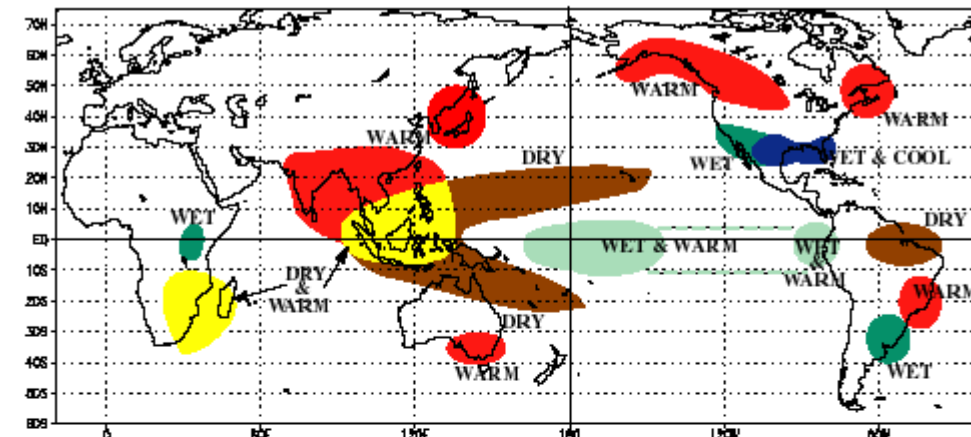 70N
60N
50N
40N
30N
20N
10N
EQ
10S
20S
30S
40S
50S
60S
WARM
WARM
WARM
DRY
WET
WET & COOL
WET
WET & WARM
WET
&
WARM
DRY
DRY
&
WARM
WARM
DRY
WARM
WET
0
60E
120E
180
120W
60W